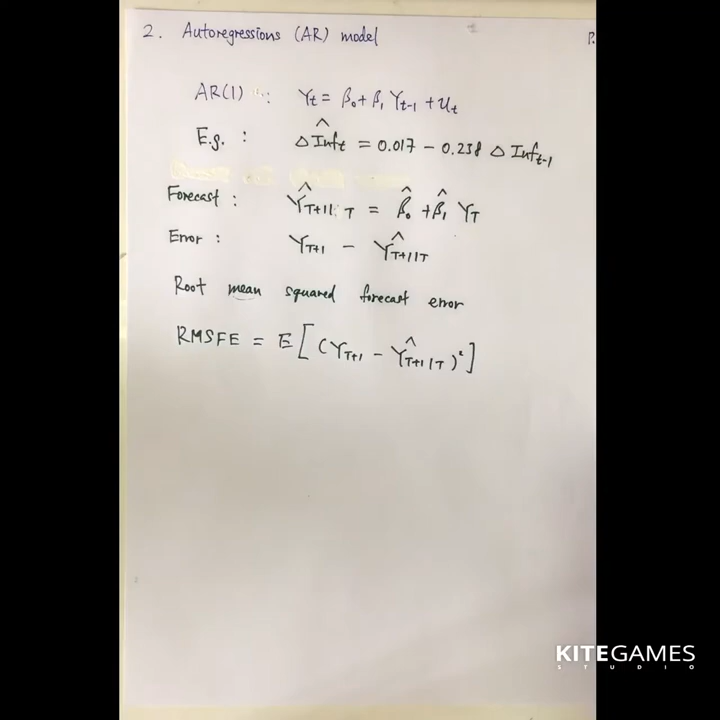 2. Autoregressions (AR) model
P.
AR(1) : Yt = β0 + β1 Yt-1 + ut
E.g. : Δ Înft = 0.017 - 0.238 Δ Inft-1
Forecast : ŶT+1|T = β̂0 + β̂1 YT
Error : YT+1 - ŶT+1|T
Root mean squared forecast error
RMSFE = E[(YT+1 - ŶT+1|T)²]
KITEGAMES
STUDIO